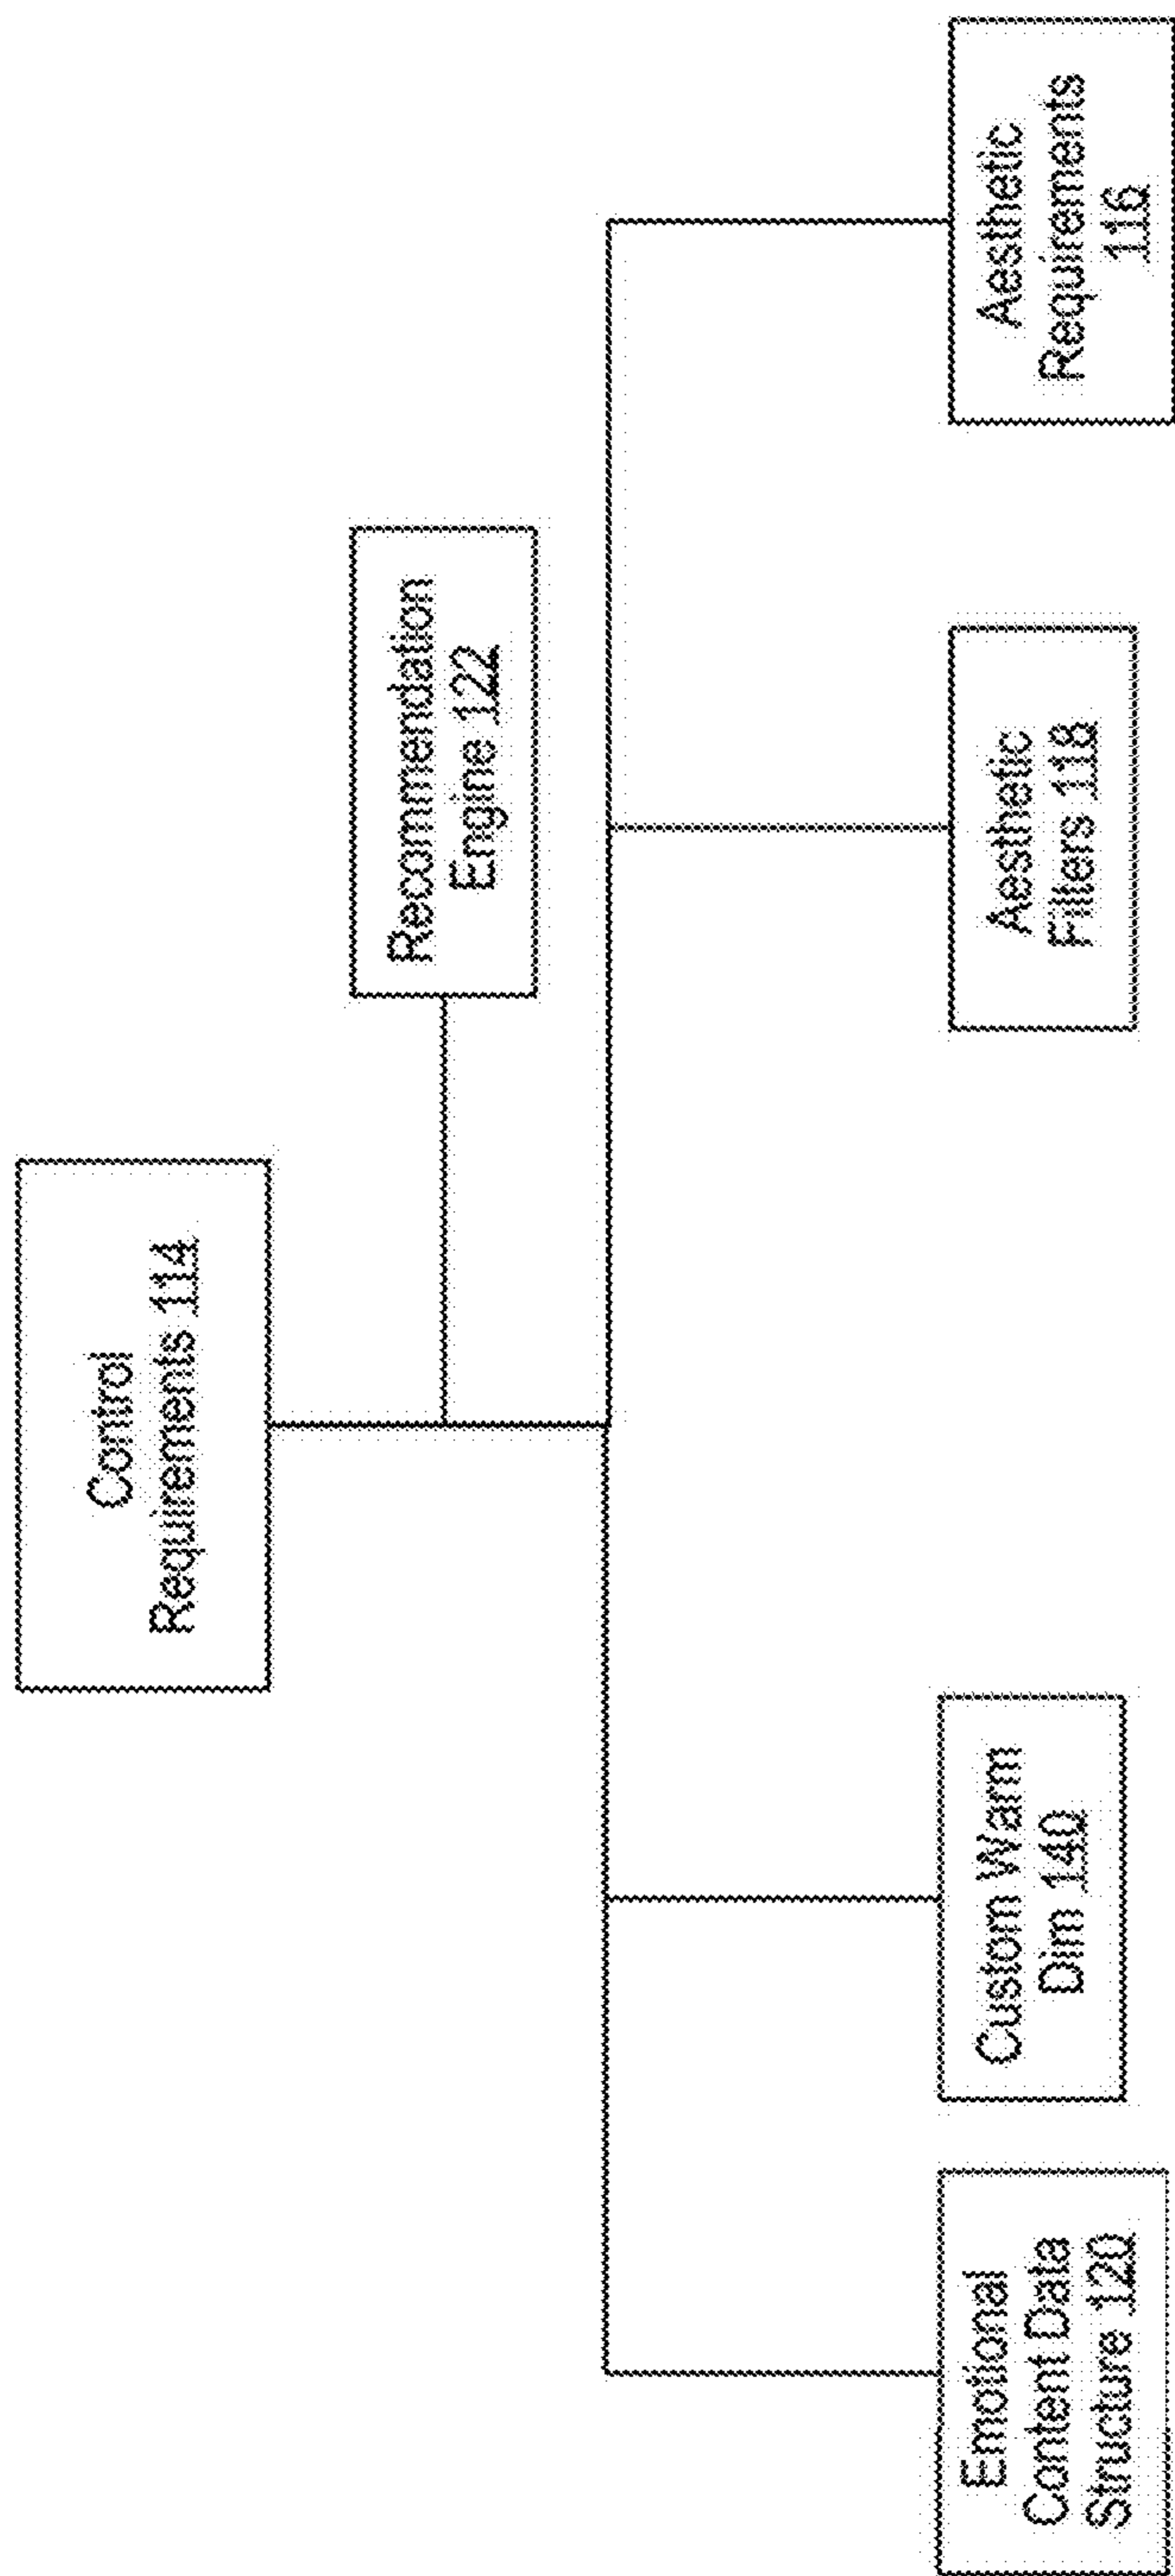 Control
Requirements 114
Recommendation
Engine 122
Emotional
Content Data
Structure 120
Custom Warm
Dim 140
Aesthetic
Filters 118
Aesthetic
Requirements
116